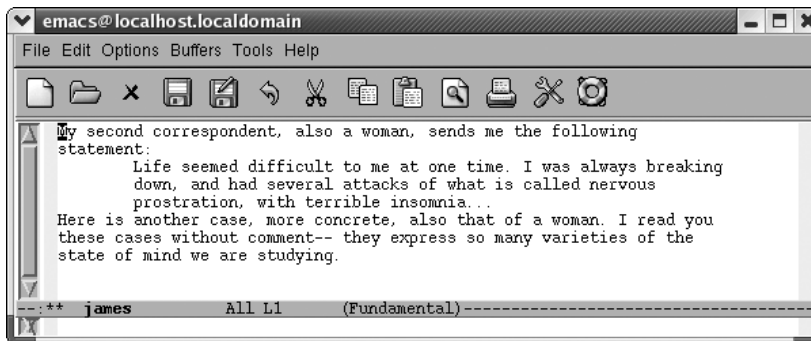 emacs@localhost.localdomain
File Edit Options Buffers Tools Help
My second correspondent, also a woman, sends me the following
statement:
Life seemed difficult to me at one time. I was always breaking
down, and had several attacks of what is called nervous
prostration, with terrible insomnia...
Here is another case, more concrete, also that of a woman. I read you
these cases without comment-- they express so many varieties of the
state of mind we are studying.
--:** james All L1 (Fundamental)-------------------------------------